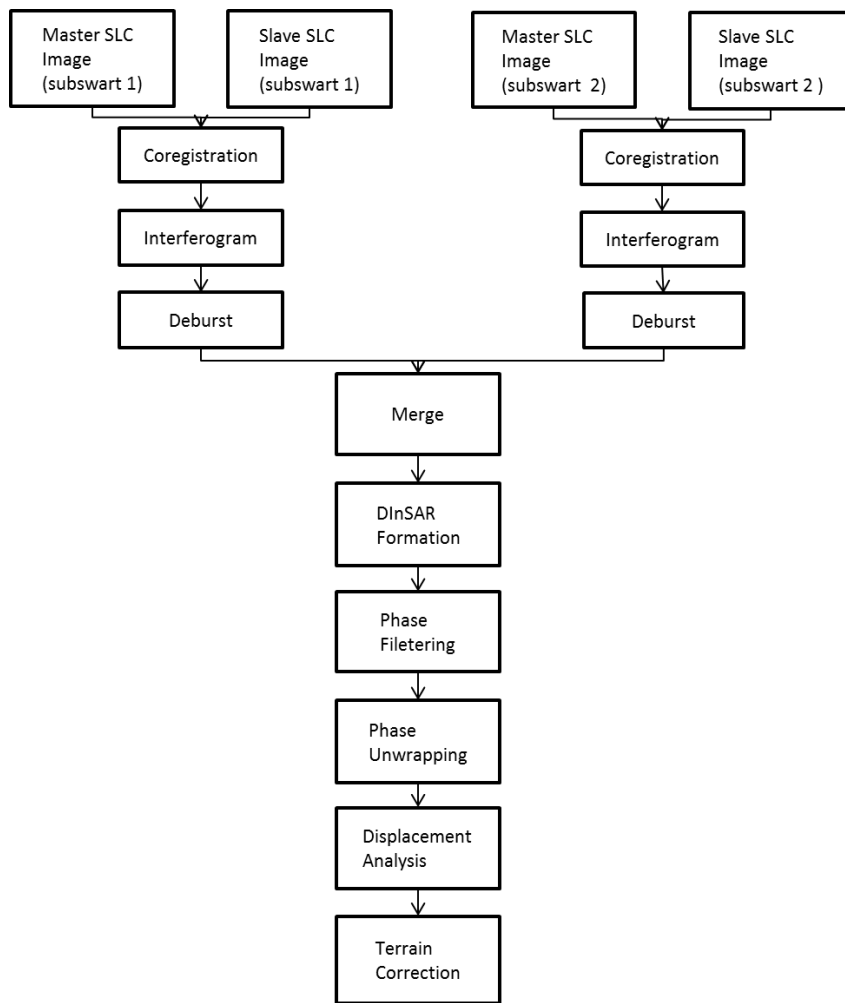 Master SLC
Image
(subswart 1)
Slave SLC
Image
(subswart 1)
Master SLC
Image
(subswart 2)
Slave SLC
Image
(subswart 2 )
Coregistration
Coregistration
Interferogram
Interferogram
Deburst
Deburst
Merge
DInSAR
Formation
Phase
Filetering
Phase
Unwrapping
Displacement
Analysis
Terrain
Correction